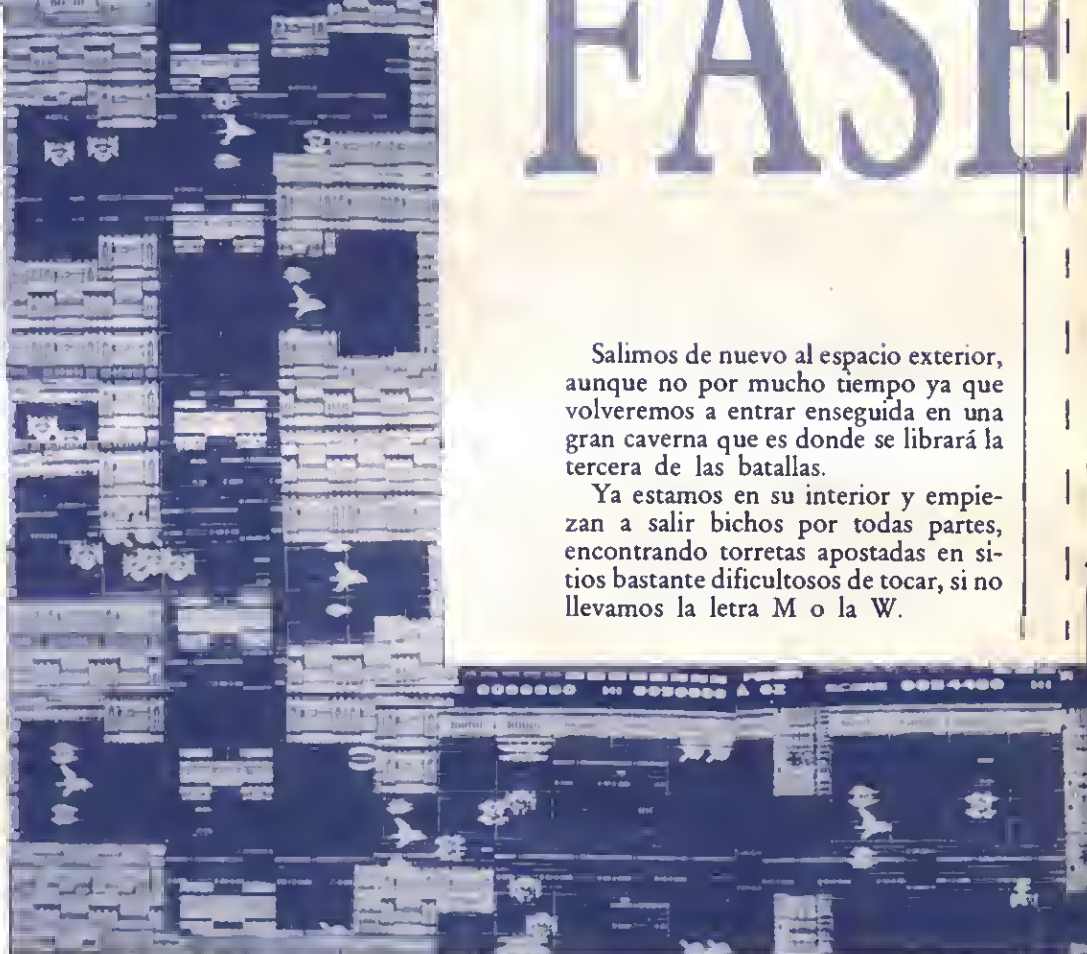 FASE
Salimos de nuevo al espacio exterior,
aunque no por mucho tiempo ya que
volveremos a entrar enseguida en una
gran caverna que es donde se librará la
tercera de las batallas.
Ya estamos en su interior y empie-
zan a salir bichos por todas partes,
encontrando torretas apostadas en si-
tios bastante dificultosos de tocar, si no
llevamos la letra M o la W.